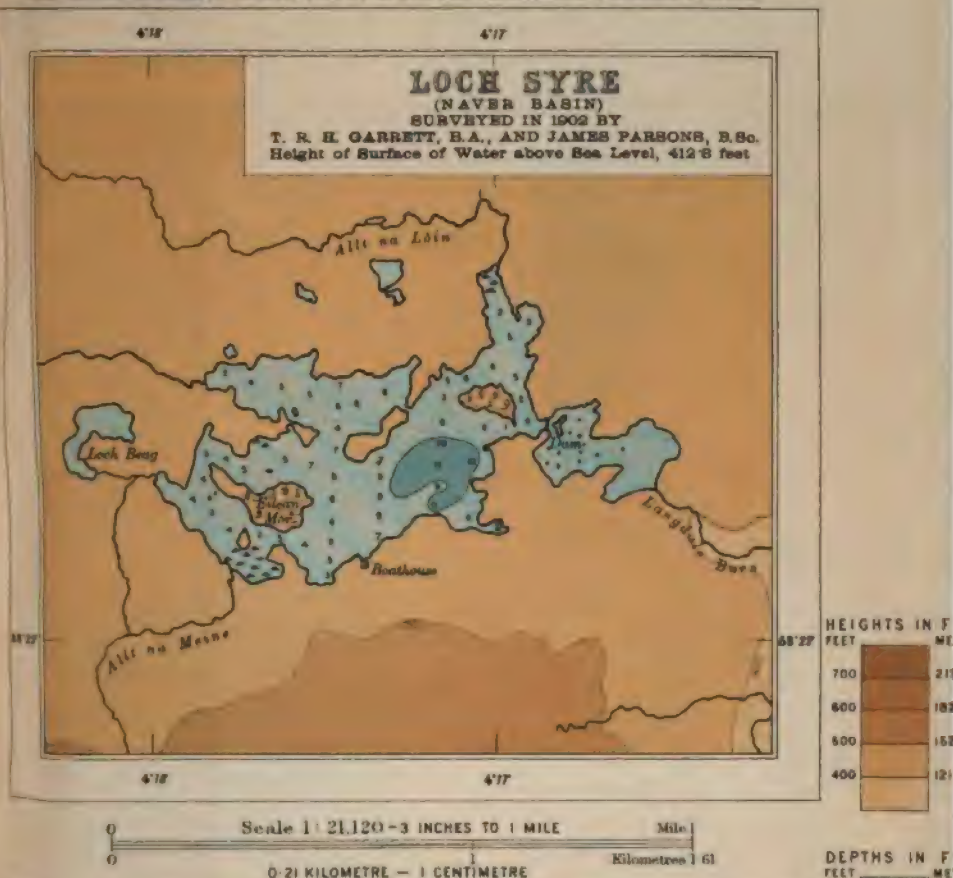 4°18'
4°17'
LOCH SYRE
(NAVER BASIN)
SURVEYED IN 1902 BY
T. R. H. GARRETT, B.A., AND JAMES PARSONS, B.Sc.
Height of Surface of Water above Sea Level, 412·8 feet
Allt na Lòin
Loch Beag
Dam
Eilean
Mor
Langdale Burn
Boathouse
Allt na Meine
58°22'
HEIGHTS IN F
FEET
700
600
500
400
4°18'
4°17'
Scale 1:21,120 - 3 INCHES TO 1 MILE
Mile
0
0
Kilometres 1·61
0·21 KILOMETRE — 1 CENTIMETRE
DEPTHS IN F
FEET